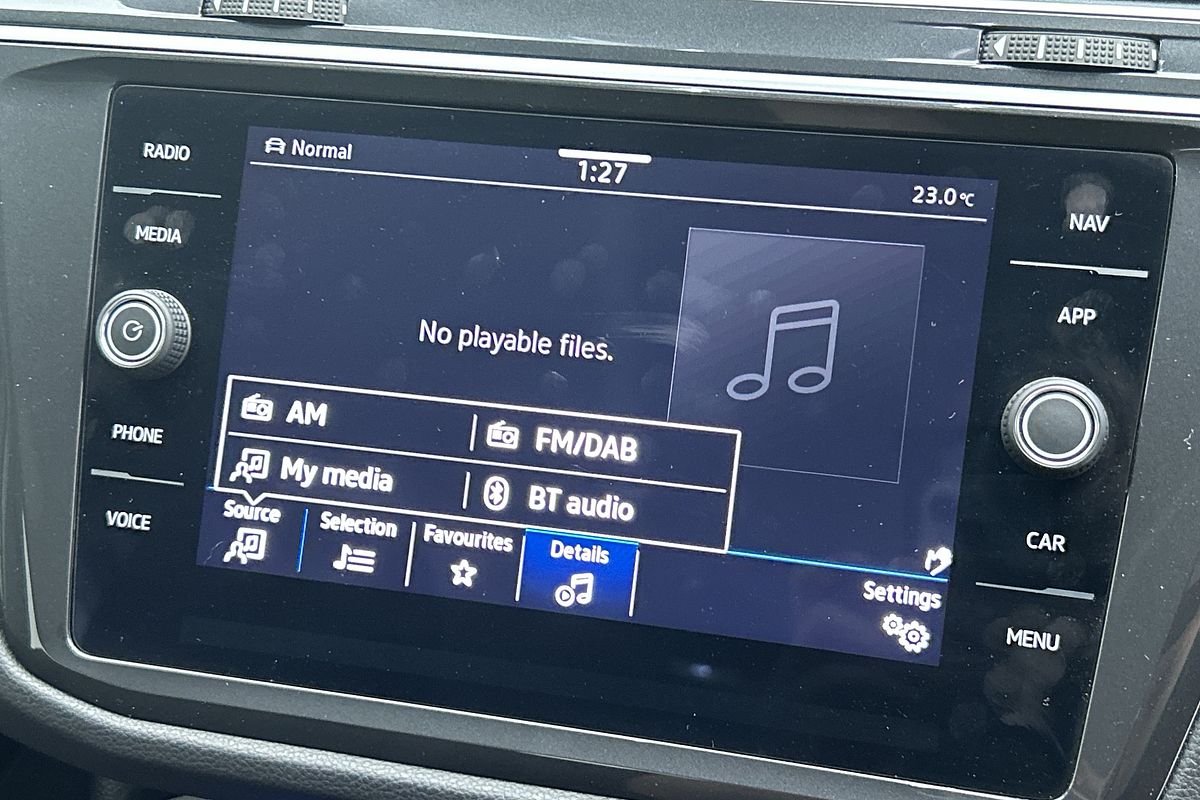 RADIO
MEDIA
PHONE
VOICE
Normal
1:27
23.0°C
No playable files.
AM
FM/DAB
My media
BT audio
Source
Selection
Favourites
Details
Settings
NAV
APP
CAR
MENU